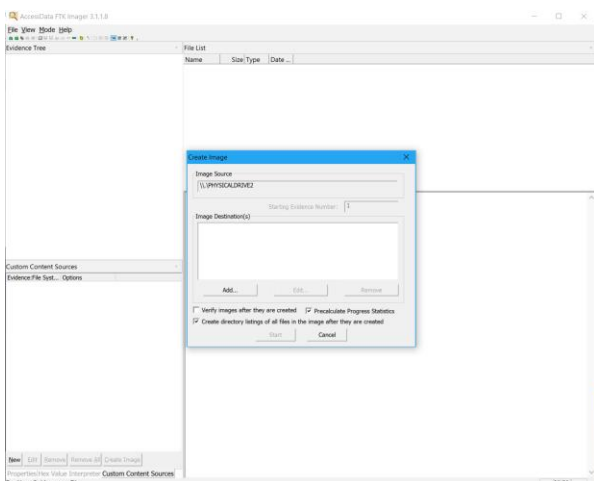 AccessData FTK Imager 3.1.1.8
File View Mode Help
Evidence Tree
File List
Name Size Type Date ...
Create Image
Image Source
\\.\PHYSICALDRIVE2
Starting Evidence Number: 1
Image Destination(s)
Add... Edit... Remove
Verify images after they are created Precalculate Progress Statistics
Create directory listings of all files in the image after they are created
Start Cancel
Custom Content Sources
Evidence:File Syst... Options
New Edit Remove Remove All Create Image
Properties Hex Value Interpreter Custom Content Sources